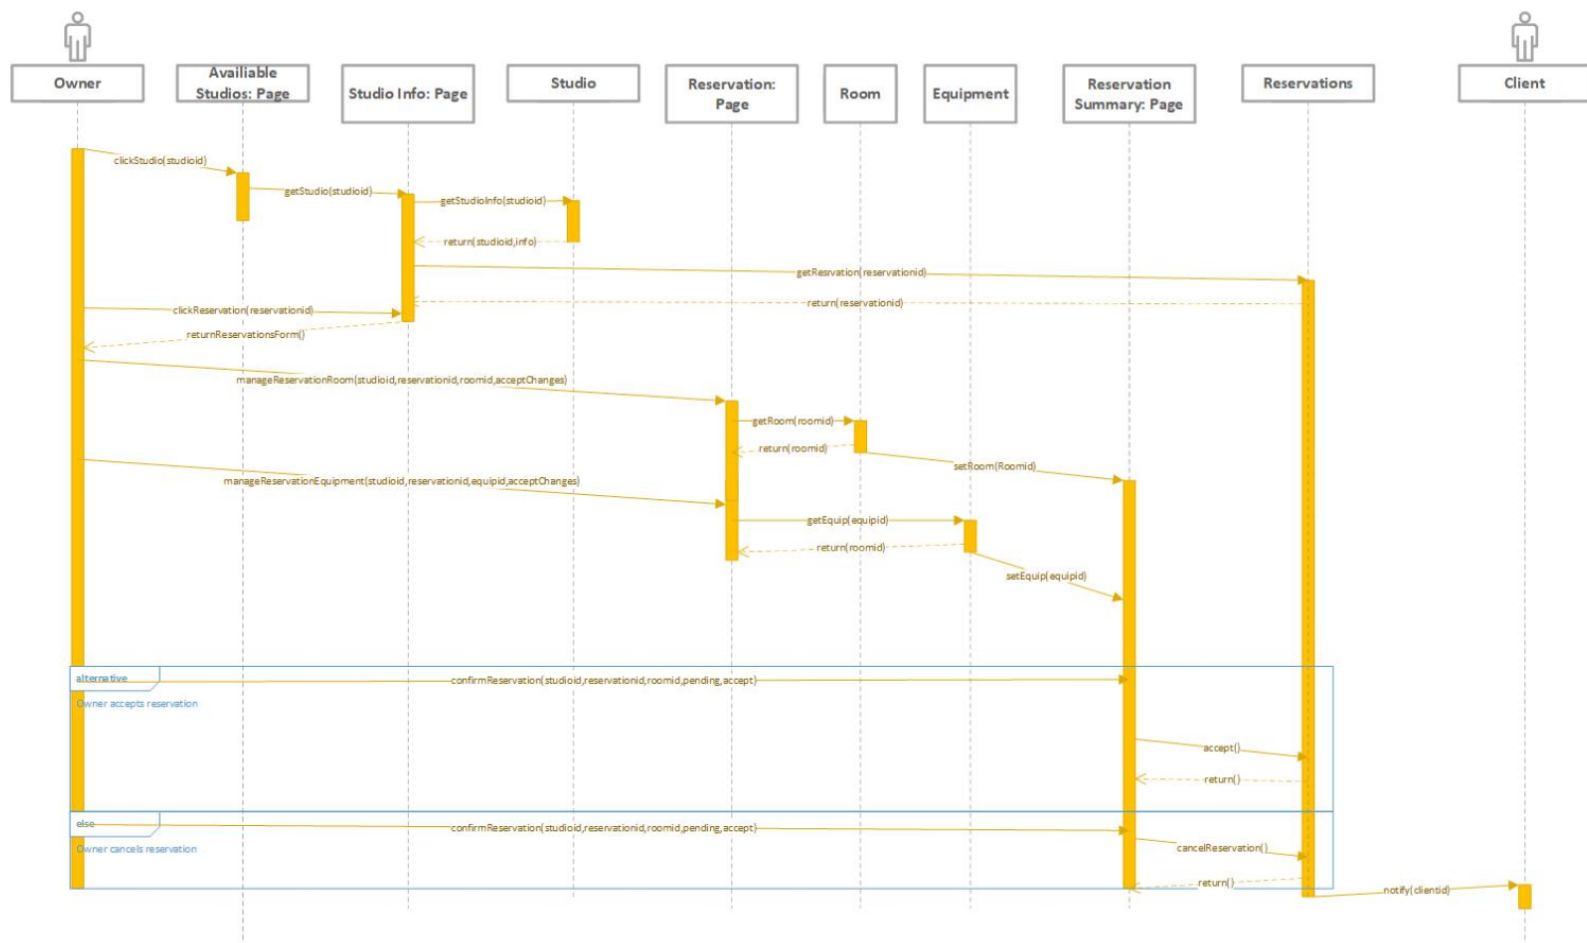 Owner
Availiable
Studios: Page
Studio Info: Page
Studio
Reservation:
Page
Room
Equipment
Reservation
Summary: Page
Reservations
Client
clickStudio(studioid)
getStudio(studioid)
getStudioInfo(studioid)
return(studioid,info)
getResrvation(reservationid)
return(reservationid)
clickReservation(reservationid)
returnReservationsForm()
manageReservationRoom(studioid,reservationid,roomid,acceptChanges)
getRoom(roomid)
return(roomid)
setRoom(Roomid)
manageReservationEquipment(studioid,reservationid,equipid,acceptChanges)
getEquip(equipid)
return(roomid)
setEquip(equipid)
alternative
confirmReservation(studioid,reservationid,roomid,pending,accept)
Owner accepts reservation
accept()
return()
else
confirmReservation(studioid,reservationid,roomid,pending,accept)
Owner cancels reservation
cancelReservation()
return()
notify(clientid)